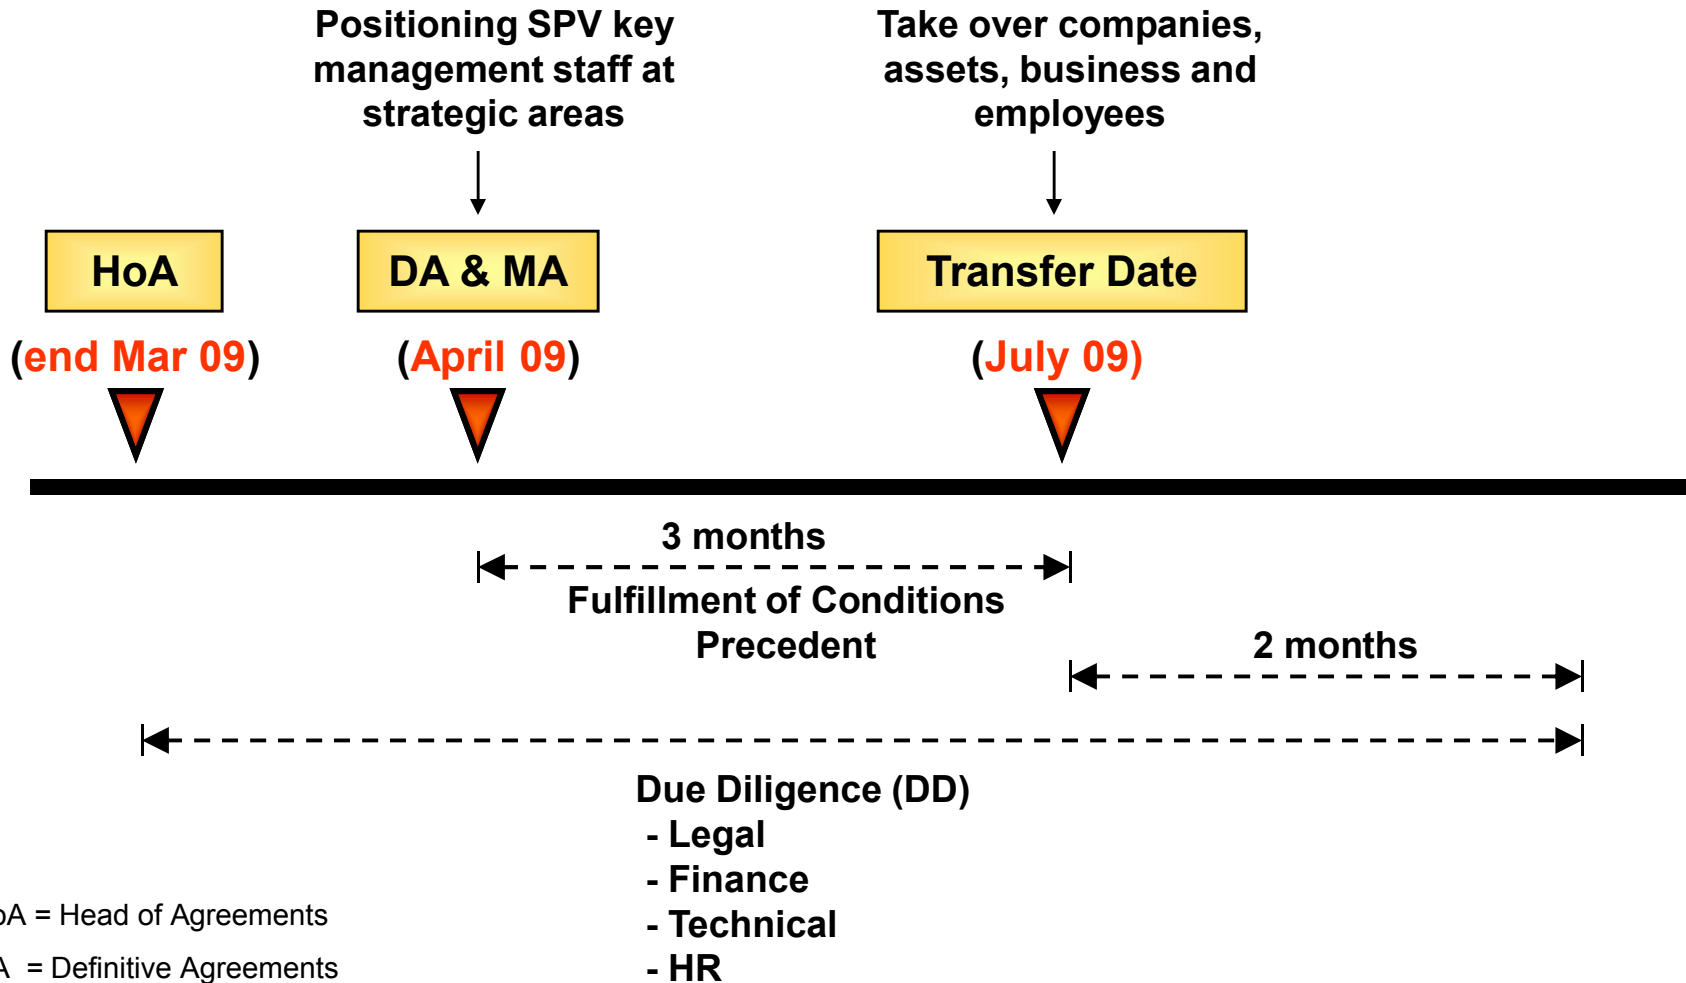 Positioning SPV key
management staff at
strategic areas
Take over companies,
assets, business and
employees
HoA
DA & MA
Transfer Date
(end Mar 09)
(April 09)
(July 09)
3 months
Fulfillment of Conditions
Precedent
2 months
Due Diligence (DD)
- Legal
- Finance
- Technical
- HR
oA = Head of Agreements
A = Definitive Agreements